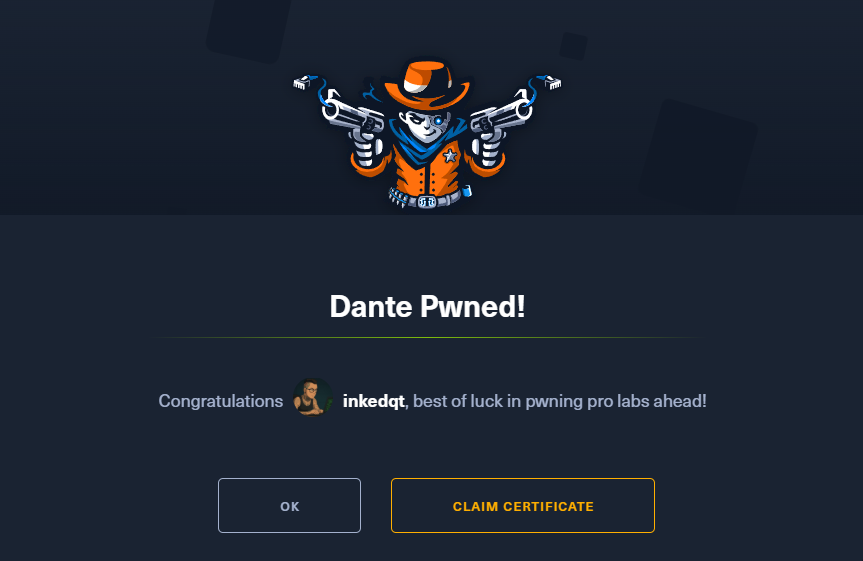 Dante Pwned!
Congratulations inkedqt, best of luck in pwning pro labs ahead!
OK
CLAIM CERTIFICATE